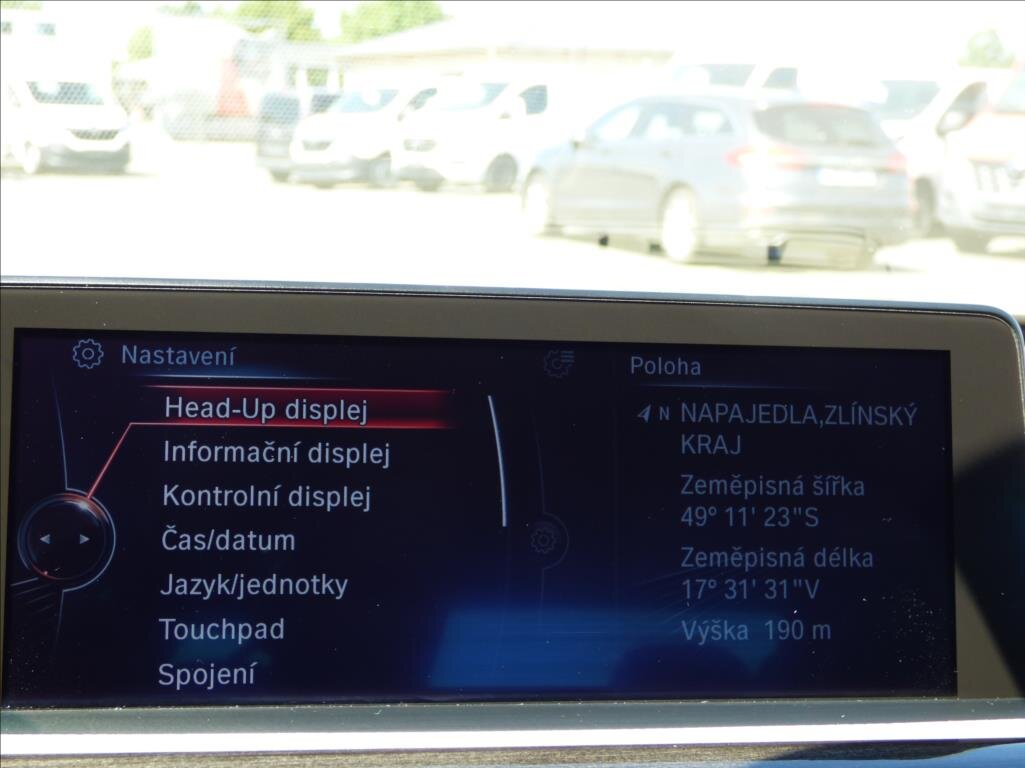 Nastavení
Head-Up displej
Informační displej
Kontrolní displej
Čas/datum
Jazyk/jednotky
Touchpad
Spojení
Poloha
N NAPAJEDLA,ZLÍNSKÝ
KRAJ
Zeměpisná šířka
49° 11' 23"S
Zeměpisná délka
17° 31' 31"V
Výška 190 m